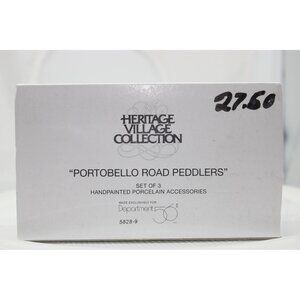 27.50
HERITAGE
VILLAGE
COLLECTION
"PORTOBELLO ROAD PEDDLERS"
SET OF 3
HANDPAINTED PORCELAIN ACCESSORIES
MADE EXCLUSIVELY FOR
Department 56
5828-9